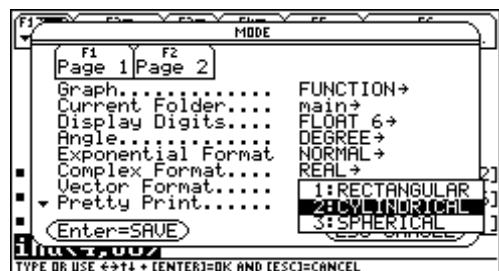 MODE
F1 F2
Page 1 Page 2
Graph............. FUNCTION→
Current Folder.... main→
Display Digits.... FLOAT 6→
Angle............. DEGREE→
Exponential Format NORMAL→
Complex Format.... REAL→
Vector Format.....
Pretty Print......
1:RECTANGULAR
2:CYLINDRICAL
3:SPHERICAL
Enter=SAVE
TYPE OR USE ←→↑↓ + [ENTER]=OK AND [ESC]=CANCEL